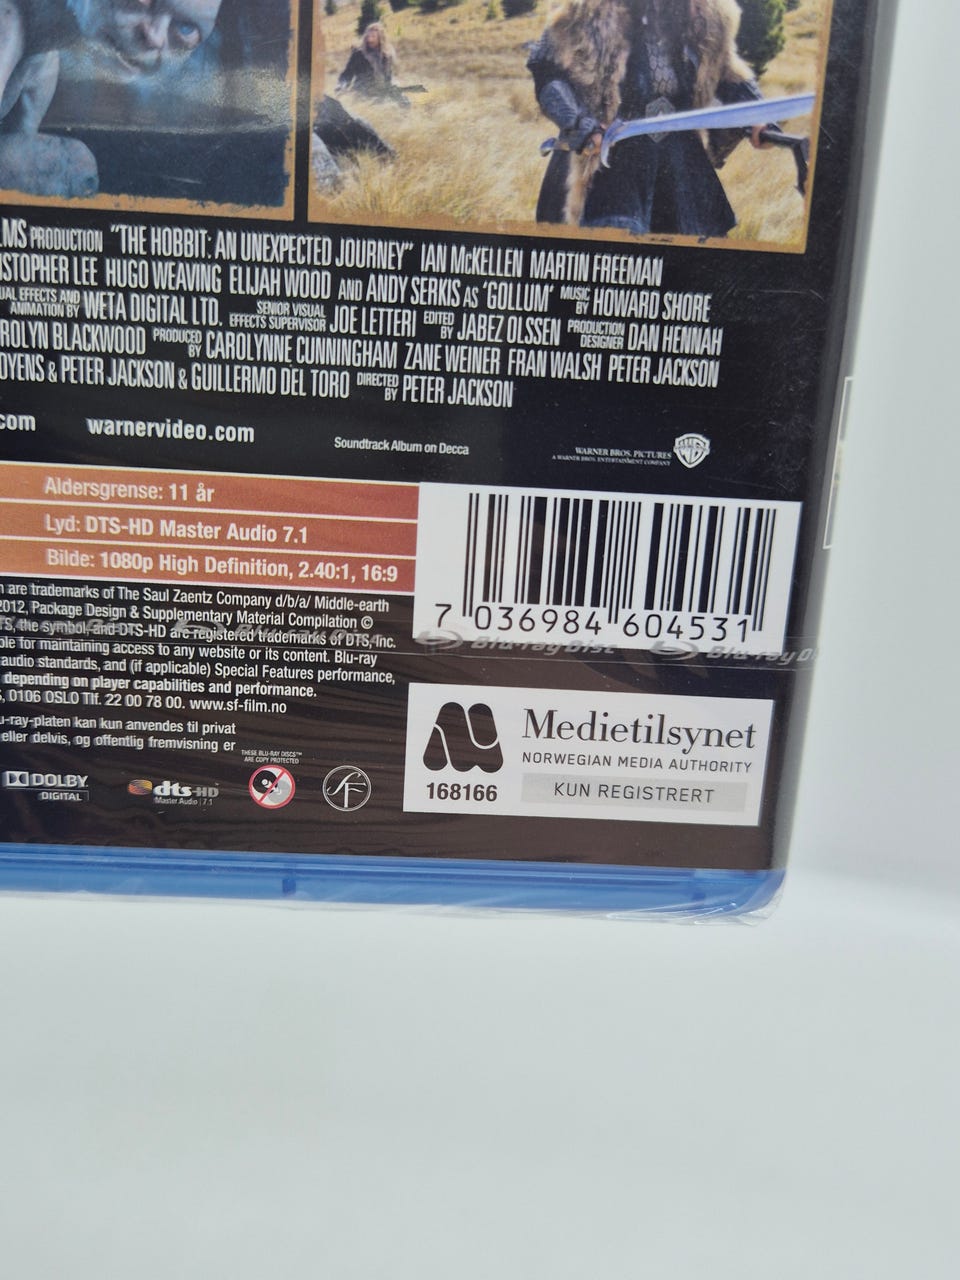 PRODUCTION "THE HOBBIT: AN UNEXPECTED JOURNEY" IAN McKELLEN MARTIN FREEMAN
LEE HUGO WEAVING ELIJAH WOOD AND ANDY SERKIS AS 'GOLLUM' MUSIC BY HOWARD SHORE
EFFECTS AND ANIMATION BY WETA DIGITAL LTD. SENIOR VISUAL EFFECTS SUPERVISOR JOE LETTERI EDITED BY JABEZ OLSSEN PRODUCTION DESIGNER DAN HENNAH
BLACKWOOD PRODUCED BY CAROLYNNE CUNNINGHAM ZANE WEINER FRAN WALSH PETER JACKSON
OYENS & PETER JACKSON & GUILLERMO DEL TORO DIRECTED BY PETER JACKSON
com warnervideo.com Soundtrack Album on Decca WARNER BROS. PICTURES
A WARNER BROS. ENTERTAINMENT COMPANY
WB
Aldersgrense: 11 år
Lyd: DTS-HD Master Audio 7.1
Bilde: 1080p High Definition, 2.40:1, 16:9
7 036984 604531
are trademarks of The Saul Zaentz Company d/b/a/ Middle-earth
2012, Package Design & Supplementary Material Compilation ©
the symbol, and DTS-HD are registered trademarks of DTS, Inc.
for maintaining access to any website or its content. Blu-ray
audio standards, and (if applicable) Special Features performance,
depending on player capabilities and performance.
0106 OSLO Tlf. 22 00 78 00. www.sf-film.no
u-ray-platen kan kun anvendes til privat
eller delvis, og offentlig fremvisning er
Blu-ray Disc Blu-ray D
THESE BLU-RAY DISCS™
ARE COPY PROTECTED
DOLBY
DIGITAL
dts-HD
Master Audio | 7.1
SF
Medietilsynet
NORWEGIAN MEDIA AUTHORITY
168166 KUN REGISTRERT